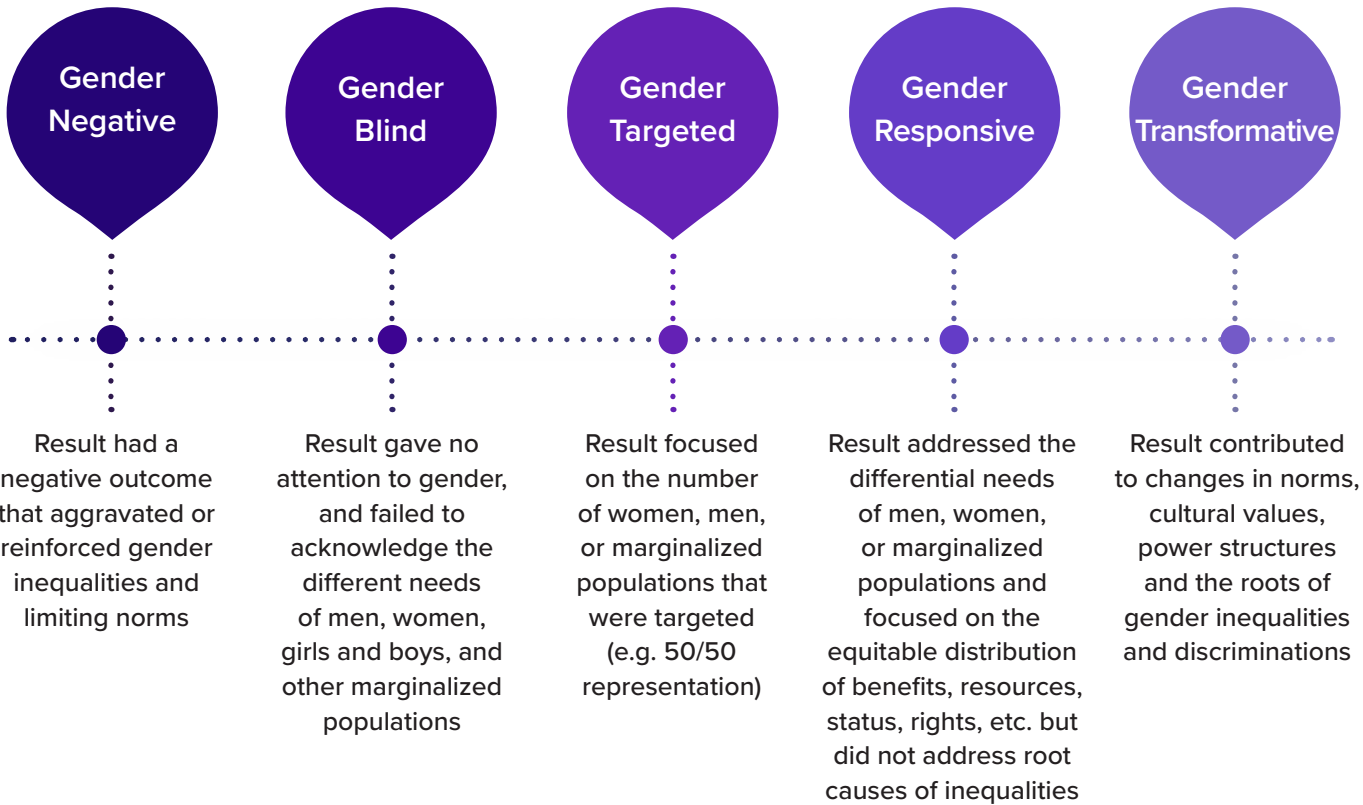 Gender
Negative
Gender
Blind
Gender
Targeted
Gender
Responsive
Gender
Transformative
Result had a
negative outcome
that aggravated or
reinforced gender
inequalities and
limiting norms
Result gave no
attention to gender,
and failed to
acknowledge the
different needs
of men, women,
girls and boys, and
other marginalized
populations
Result focused
on the number
of women, men,
or marginalized
populations that
were targeted
(e.g. 50/50
representation)
Result addressed the
differential needs
of men, women,
or marginalized
populations and
focused on the
equitable distribution
of benefits, resources,
status, rights, etc. but
did not address root
causes of inequalities
Result contributed
to changes in norms,
cultural values,
power structures
and the roots of
gender inequalities
and discriminations